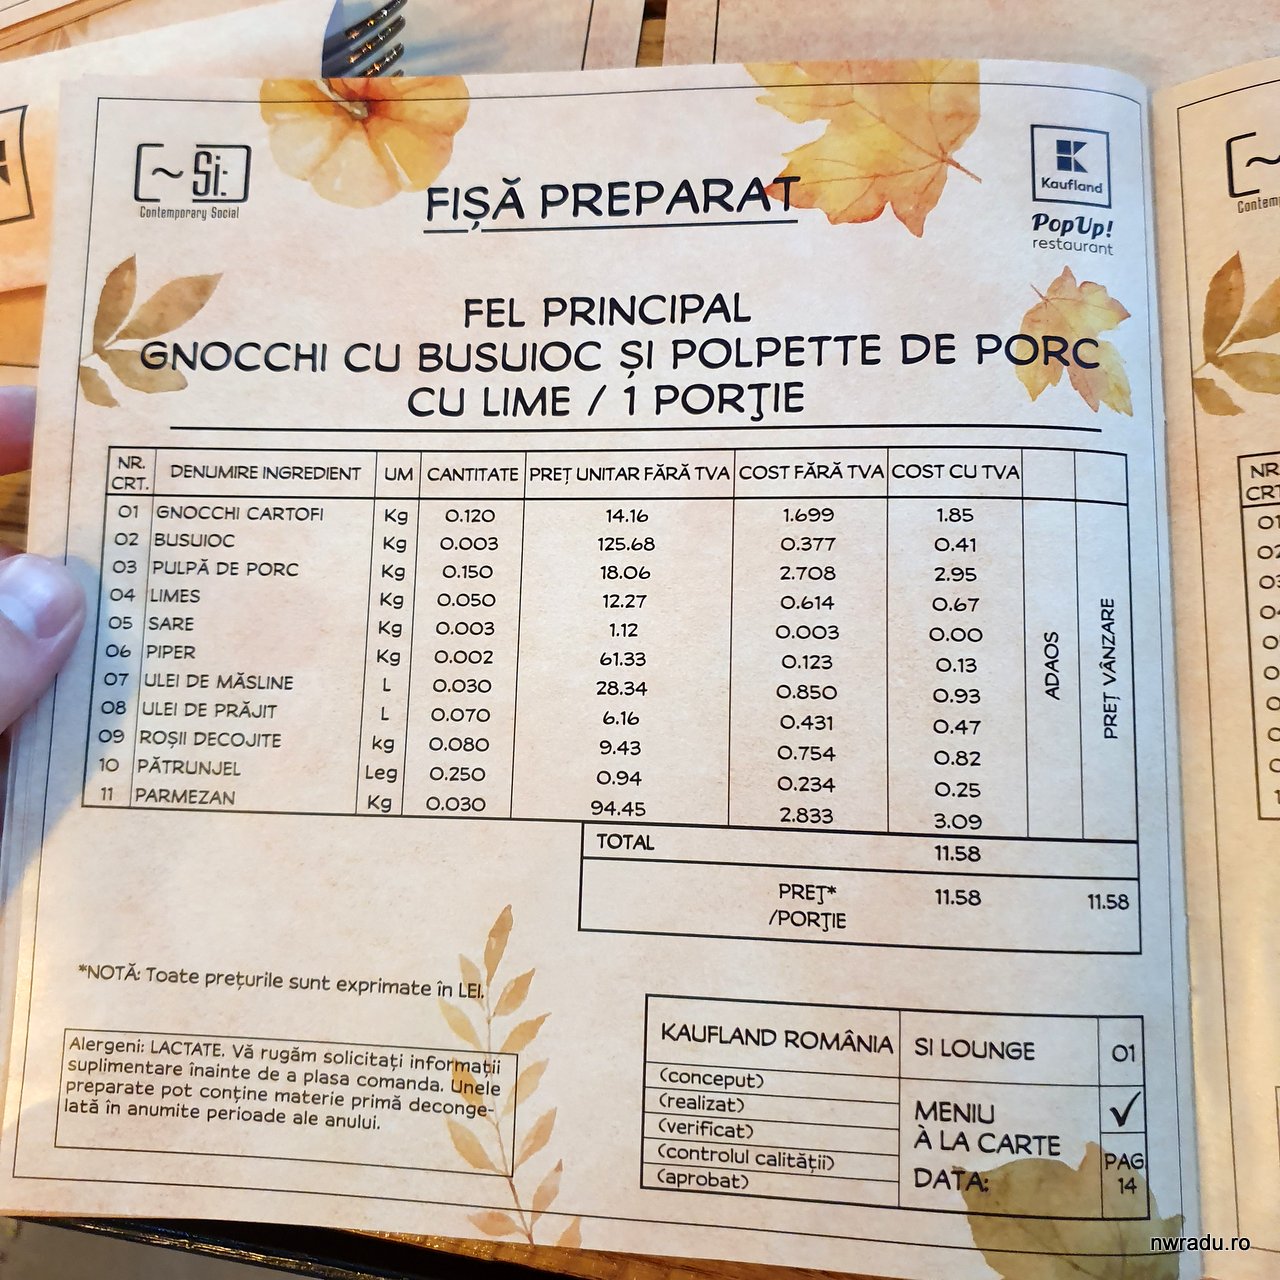 ~ Si:
Contemporary Social
FIȘĂ PREPARAT
Kaufland
PopUp!
restaurant
FEL PRINCIPAL
GNOCCHI CU BUSUIOC ȘI POLPETTE DE PORC
CU LIME / 1 PORŢIE
NR. CRT. DENUMIRE INGREDIENT UM CANTITATE PREȚ UNITAR FĂRĂ TVA COST FĂRĂ TVA COST CU TVA ADAOS PREȚ VÂNZARE
01 GNOCCHI CARTOFI Kg 0.120 14.16 1.699 1.85
02 BUSUIOC Kg 0.003 125.68 0.377 0.41
03 PULPĂ DE PORC Kg 0.150 18.06 2.708 2.95
04 LIMES Kg 0.050 12.27 0.614 0.67
05 SARE Kg 0.003 1.12 0.003 0.00
06 PIPER Kg 0.002 61.33 0.123 0.13
07 ULEI DE MĂSLINE L 0.030 28.34 0.850 0.93
08 ULEI DE PRĂJIT L 0.070 6.16 0.431 0.47
09 ROȘII DECOJITE kg 0.080 9.43 0.754 0.82
10 PĂTRUNJEL Leg 0.250 0.94 0.234 0.25
11 PARMEZAN Kg 0.030 94.45 2.833 3.09
TOTAL 11.58
PREŢ* 11.58 11.58
/PORŢIE
*NOTĂ: Toate prețurile sunt exprimate în LEI.
Alergeni: LACTATE. Vă rugăm solicitați informații
suplimentare înainte de a plasa comanda. Unele
preparate pot conține materie primă deconge-
lată în anumite perioade ale anului.
KAUFLAND ROMÂNIA SI LOUNGE 01
(concept)
(realizat)
(verificat)
(controlul calității)
(aprobat)
MENIU ✓
À LA CARTE
DATA:
PAG
14
nwradu.ro